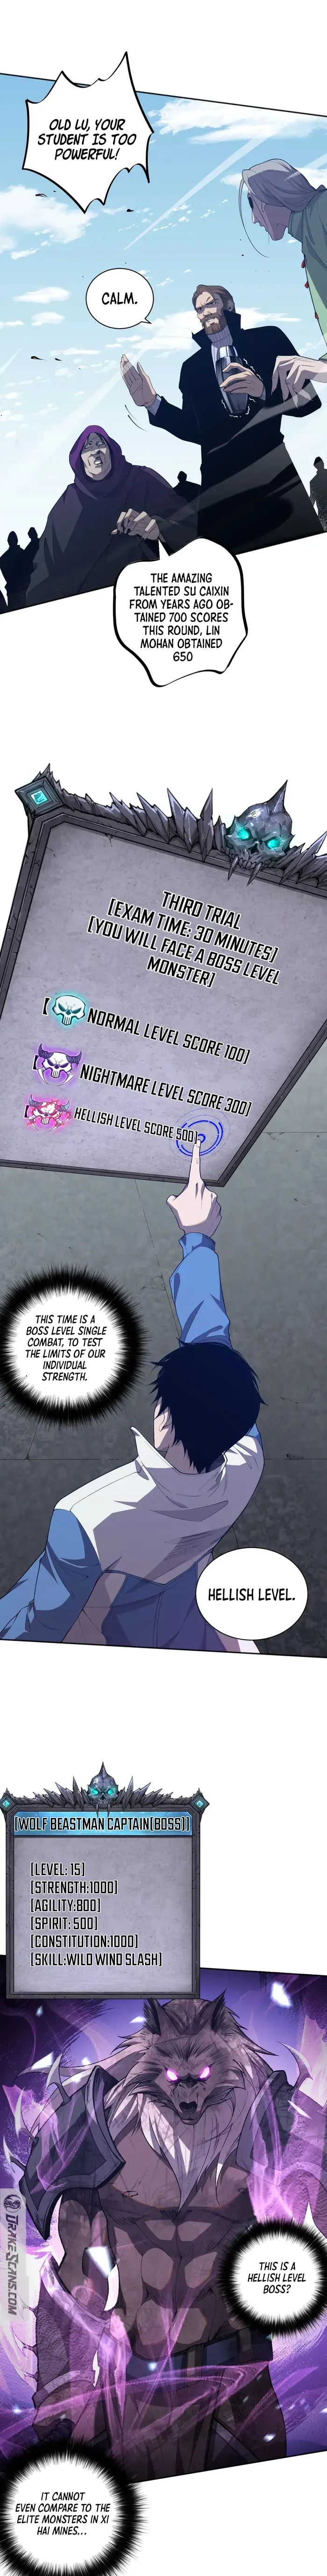 OLD LU, YOUR
STUDENT IS TOO
POWERFUL!
CALM.
THE AMAZING
TALENTED SU CAIXIN
FROM YEARS AGO OB-
TAINED 700 SCORES
THIS ROUND, LIN
MOHAN OBTAINED
650
THIRD TRIAL
[EXAM TIME: 30 MINUTES]
[YOU WILL FACE A BOSS LEVEL
MONSTER]
[NORMAL LEVEL SCORE 100]
[NIGHTMARE LEVEL SCORE 300]
[HELLISH LEVEL SCORE 500]
THIS TIME IS A
BOSS LEVEL SINGLE
COMBAT, TO TEST
THE LIMITS OF OUR
INDIVIDUAL
STRENGTH.
HELLISH LEVEL.
[WOLF BEASTMAN CAPTAIN(BOSS)]
[LEVEL: 15]
[STRENGTH:1000]
[AGILITY:800]
[SPIRIT: 500]
[CONSTITUTION:1000]
[SKILL:WILD WIND SLASH]
DRAKESCANS.COM
THIS IS A
HELLISH LEVEL
BOSS?
IT CANNOT
EVEN COMPARE TO THE
ELITE MONSTERS IN XI
HAI MINES...